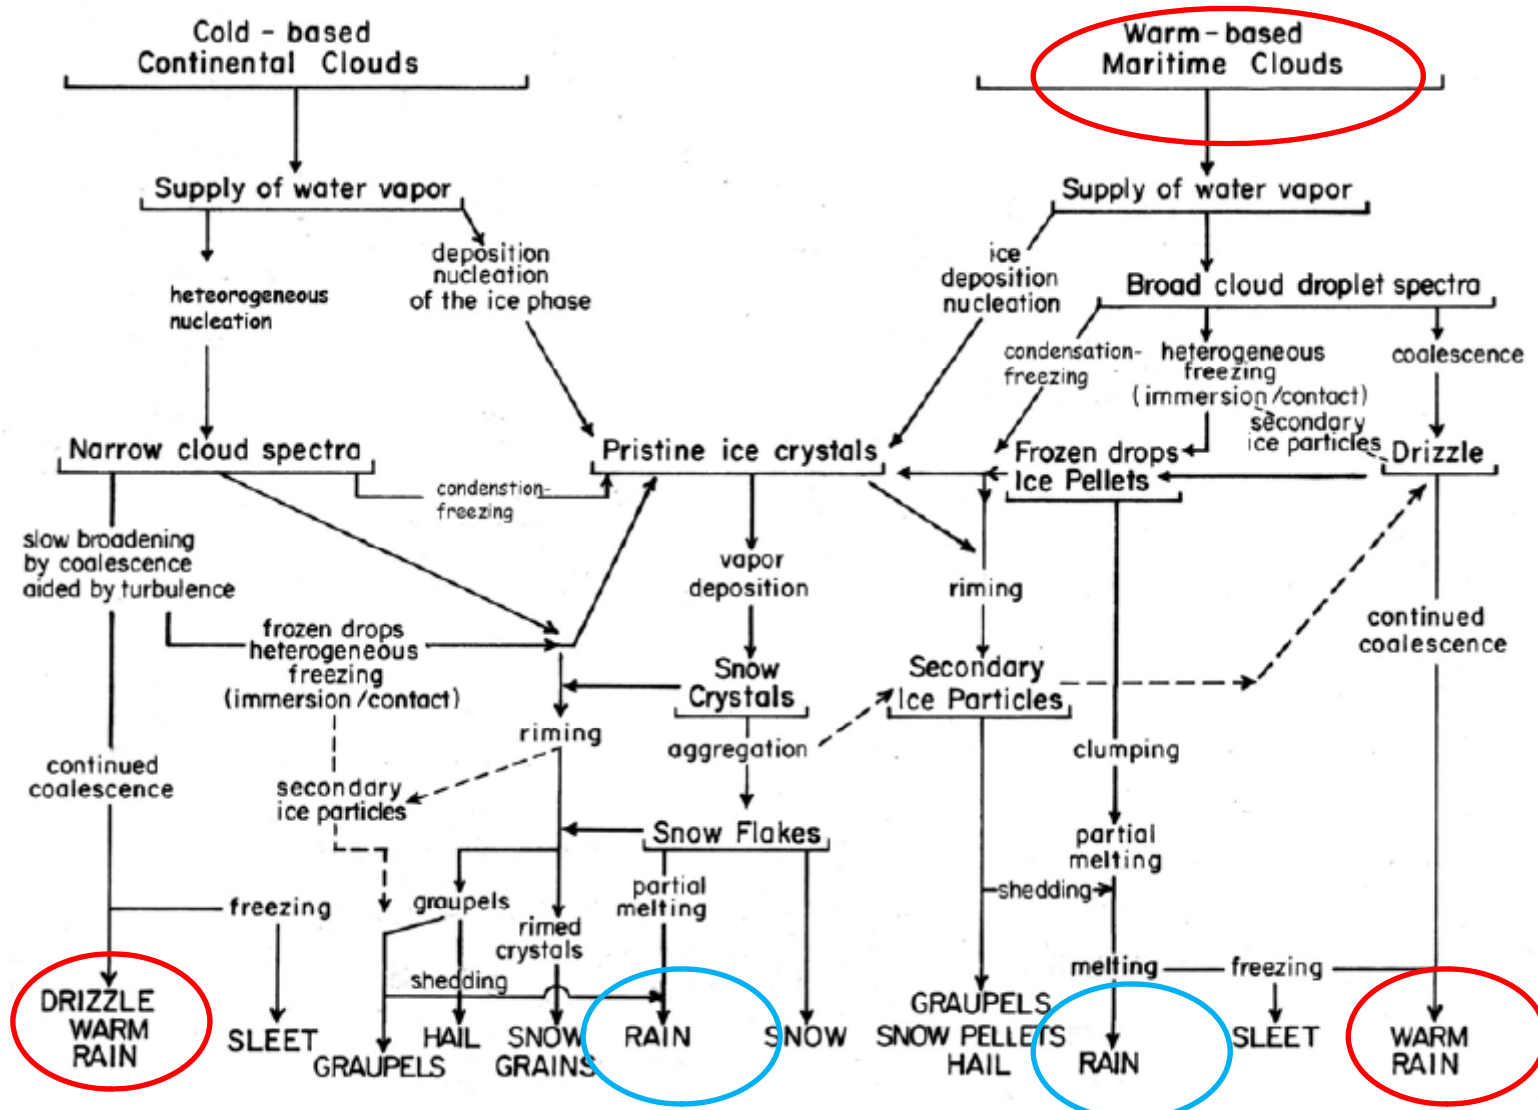 Cold - based
Continental Clouds
Warm - based
Maritime Clouds
Supply of water vapor
Supply of water vapor
deposition
nucleation
of the ice phase
ice
deposition
nucleation
Broad cloud droplet spectra
heteorogeneous
nucleation
condensation-
freezing
heterogeneous
freezing
(immersion/contact)
coalescence
secondary
ice particles
Narrow cloud spectra
Pristine ice crystals
Frozen drops
Ice Pellets
Drizzle
condenstion-
freezing
slow broadening
by coalescence
aided by turbulence
vapor
deposition
riming
continued
coalescence
frozen drops
heterogeneous
freezing
(immersion/contact)
Snow
Crystals
Secondary
Ice Particles
riming
aggregation
clumping
continued
coalescence
secondary
ice particles
Snow Flakes
partial
melting
graupels
partial
melting
shedding
freezing
rimed
crystals
shedding
melting
freezing
DRIZZLE
WARM
RAIN
SLEET
GRAUPELS
HAIL
SNOW
GRAINS
RAIN
SNOW
GRAUPELS
SNOW PELLETS
HAIL
RAIN
SLEET
WARM
RAIN